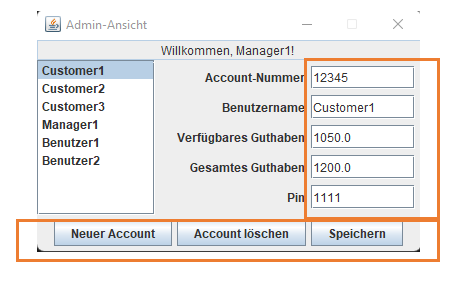 Admin-Ansicht
Willkommen, Manager1!
Customer1
Customer2
Customer3
Manager1
Benutzer1
Benutzer2
Account-Nummer 12345
Benutzername Customer1
Verfügbares Guthaben 1050.0
Gesamtes Guthaben 1200.0
Pin 1111
Neuer Account Account löschen Speichern